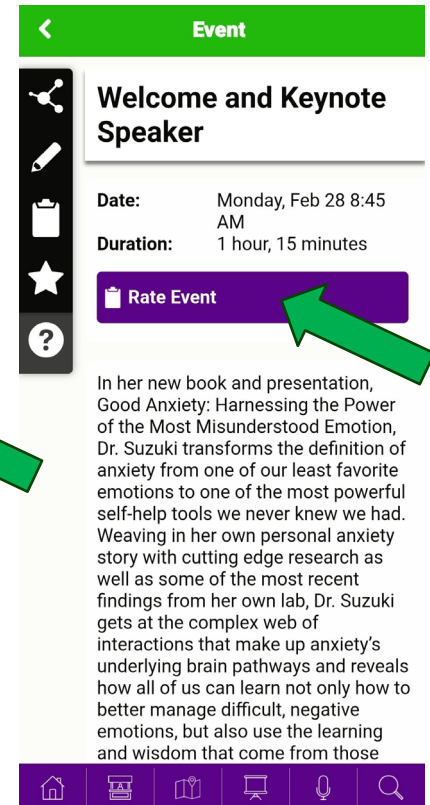 Event
Welcome and Keynote
Speaker
Date: Monday, Feb 28 8:45
AM
Duration: 1 hour, 15 minutes
Rate Event
?
In her new book and presentation,
Good Anxiety: Harnessing the Power
of the Most Misunderstood Emotion,
Dr. Suzuki transforms the definition of
anxiety from one of our least favorite
emotions to one of the most powerful
self-help tools we never knew we had.
Weaving in her own personal anxiety
story with cutting edge research as
well as some of the most recent
findings from her own lab, Dr. Suzuki
gets at the complex web of
interactions that make up anxiety’s
underlying brain pathways and reveals
how all of us can learn not only how to
better manage difficult, negative
emotions, but also use the learning
and wisdom that come from those